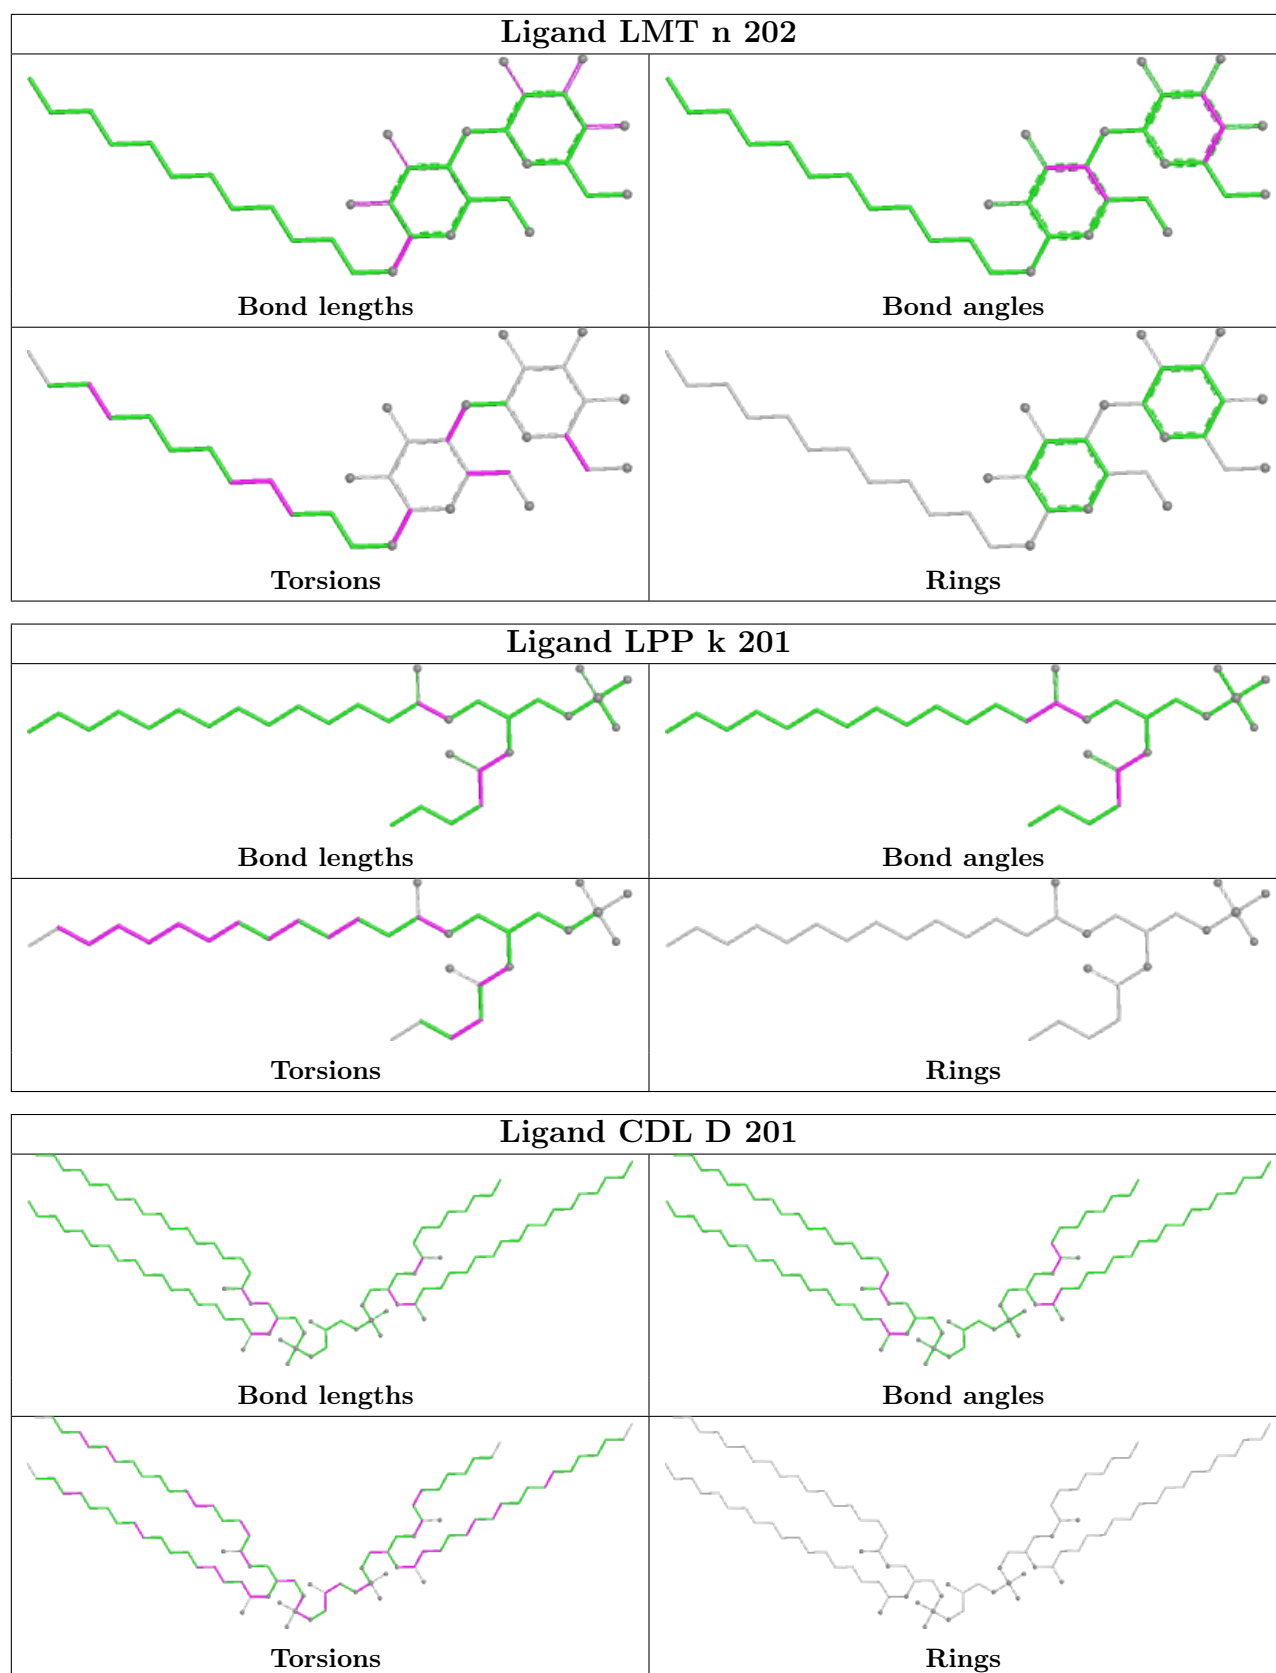 Ligand LMT n 202
Bond lengths
Bond angles
Torsions
Rings
Ligand LPP k 201
Bond lengths
Bond angles
Torsions
Rings
Ligand CDL D 201
Bond lengths
Bond angles
Torsions
Rings